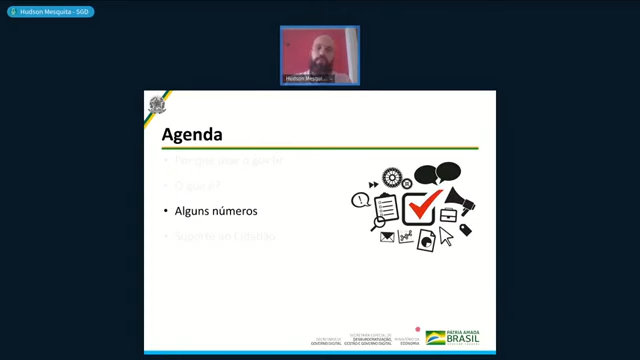 Hudson Mesquita - SGD
Hudson Mesqui...
Agenda
• Por que usar o gov.br
• O que é?
• Alguns números
• Suporte ao Cidadão
SECRETARIA DE
GOVERNO DIGITAL
SECRETARIA ESPECIAL DE
DESBUROCRATIZAÇÃO,
GESTÃO E GOVERNO DIGITAL
MINISTÉRIO DA
ECONOMIA
PÁTRIA AMADA
BRASIL